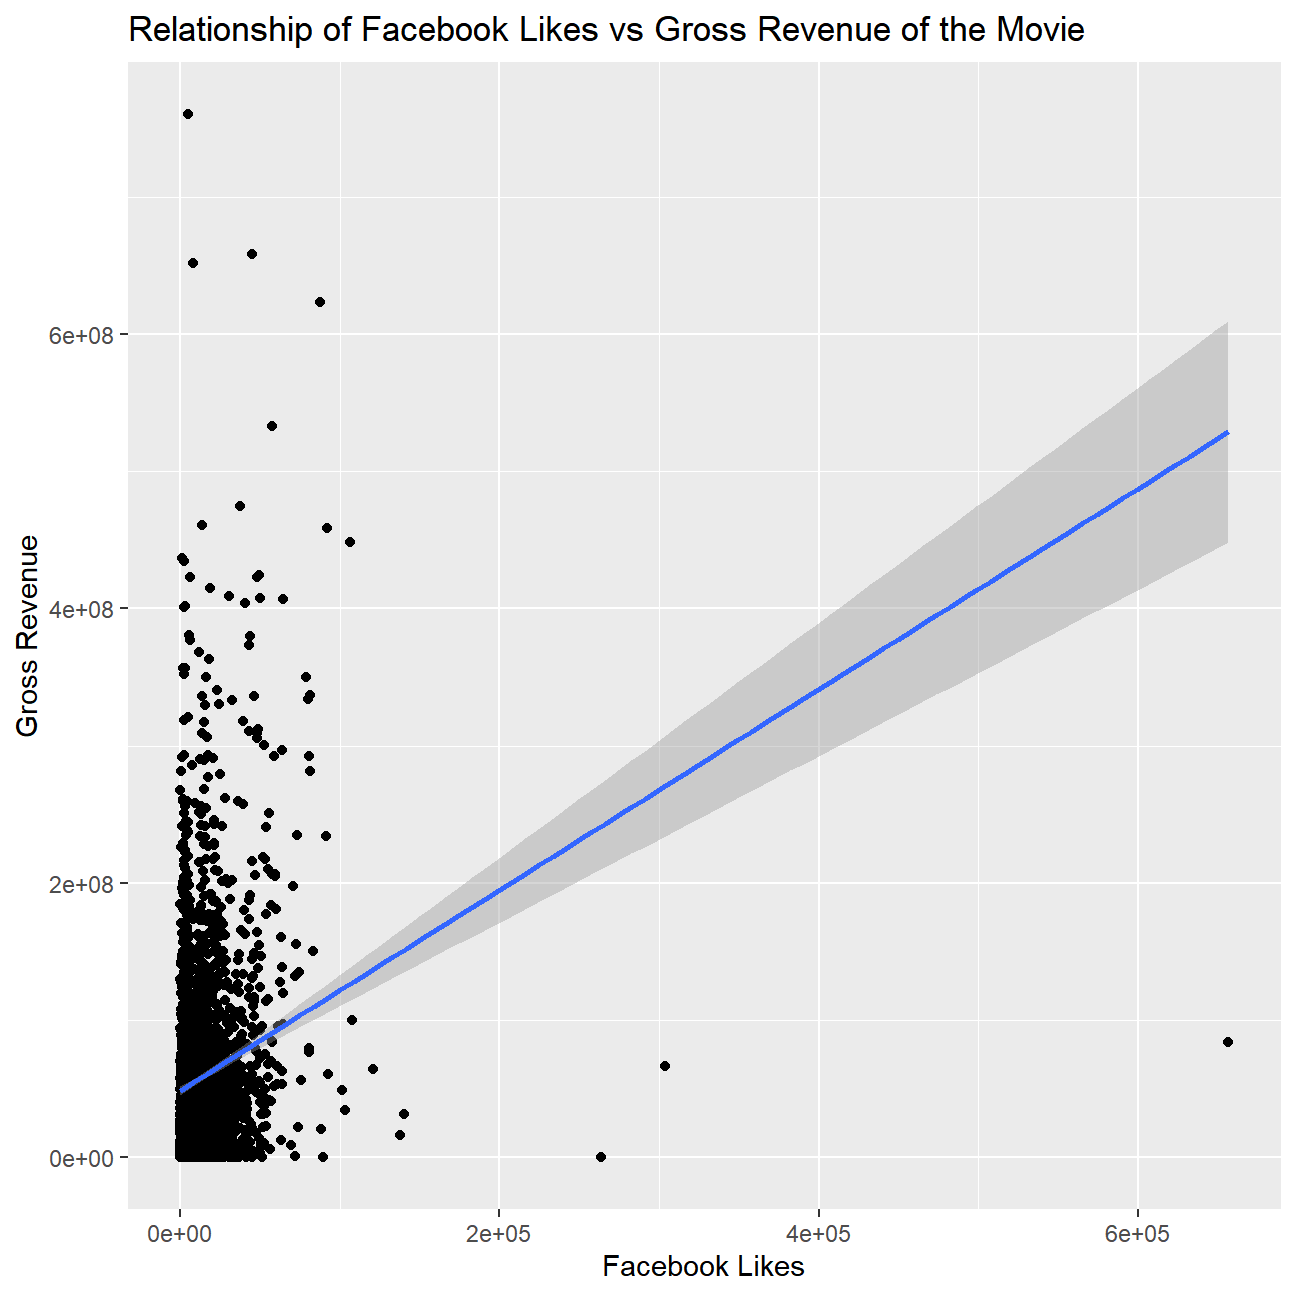 Relationship of Facebook Likes vs Gross Revenue of the Movie
Gross Revenue
6e+08
4e+08
2e+08
0e+00
0e+00 2e+05 4e+05 6e+05
Facebook Likes